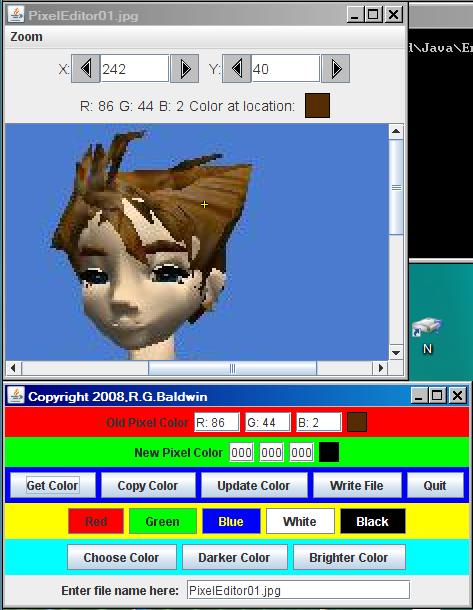 PixelEditor01.jpg
Zoom
X: 242 Y: 40
R: 86 G: 44 B: 2 Color at location:
\Java\En
N
Copyright 2008,R.G.Baldwin
Old Pixel Color R: 86 G: 44 B: 2
New Pixel Color 000 000 000
Get Color Copy Color Update Color Write File Quit
Red Green Blue White Black
Choose Color Darker Color Brighter Color
Enter file name here: PixelEditor01.jpg